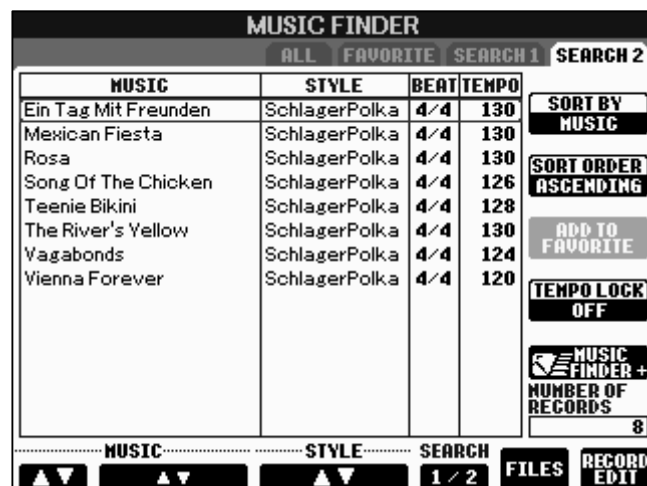 MUSIC FINDER
ALL FAVORITE SEARCH 1 SEARCH 2
MUSIC STYLE BEAT TEMPO
Ein Tag Mit Freunden SchlagerPolka 4/4 130
Mexican Fiesta SchlagerPolka 4/4 130
Rosa SchlagerPolka 4/4 130
Song Of The Chicken SchlagerPolka 4/4 126
Teenie Bikini SchlagerPolka 4/4 128
The River's Yellow SchlagerPolka 4/4 130
Vagabonds SchlagerPolka 4/4 124
Vienna Forever SchlagerPolka 4/4 120
SORT BY
MUSIC
SORT ORDER
ASCENDING
ADD TO
FAVORITE
TEMPO LOCK
OFF
MUSIC
FINDER +
NUMBER OF
RECORDS
8
MUSIC STYLE SEARCH
1 / 2
FILES
RECORD
EDIT